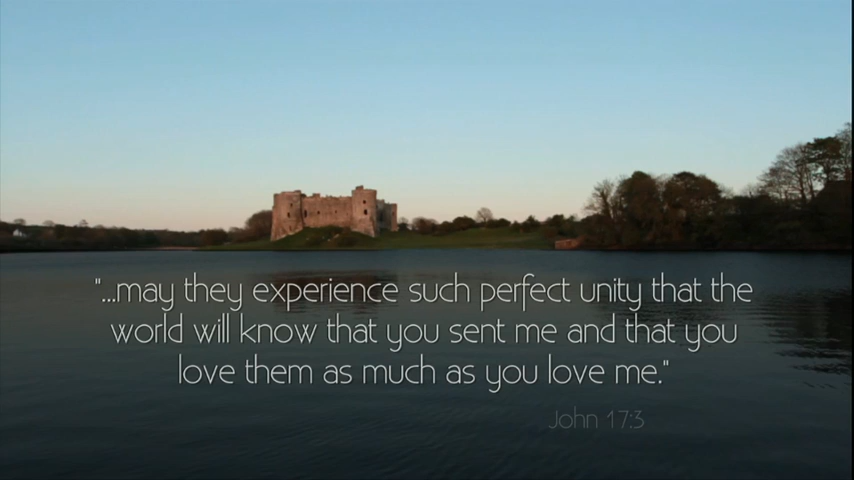 "...may they experience such perfect unity that the
world will know that you sent me and that you
love them as much as you love me."
John 17:3